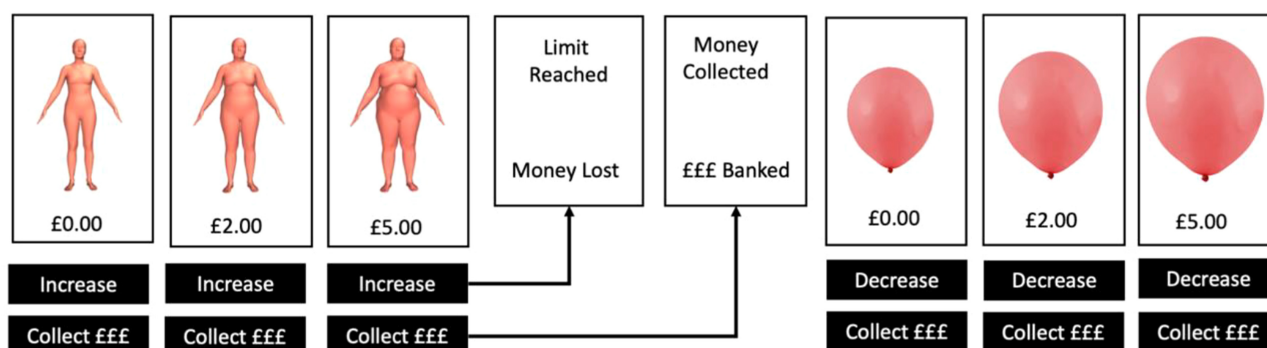 £0.00
£2.00
£5.00
Limit
Reached
Money Lost
Money
Collected
£££ Banked
£0.00
£2.00
£5.00
Increase
Increase
Increase
Decrease
Decrease
Decrease
Collect £££
Collect £££
Collect £££
Collect £££
Collect £££
Collect £££